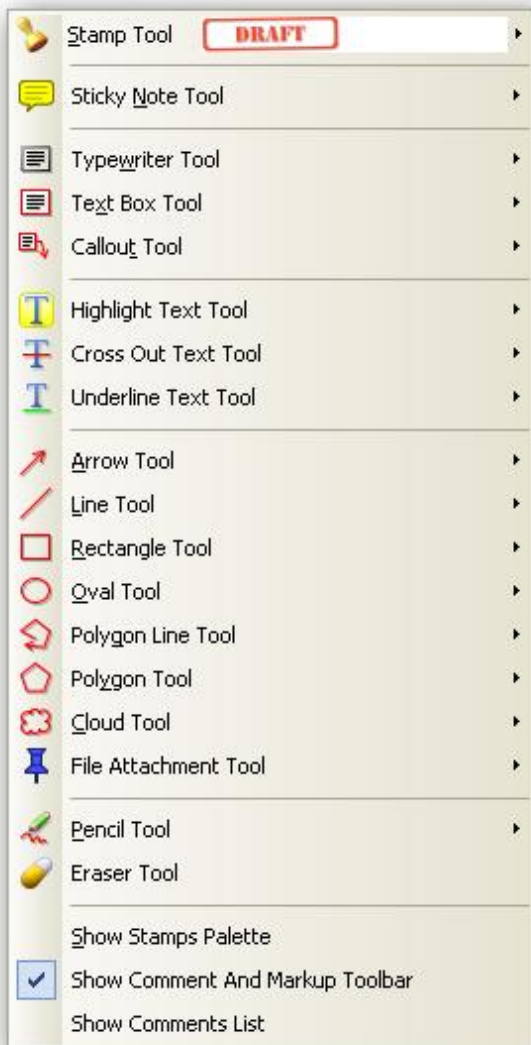 Stamp Tool DRAFT
Sticky Note Tool
Typewriter Tool
Text Box Tool
Callout Tool
Highlight Text Tool
Cross Out Text Tool
Underline Text Tool
Arrow Tool
Line Tool
Rectangle Tool
Oval Tool
Polygon Line Tool
Polygon Tool
Cloud Tool
File Attachment Tool
Pencil Tool
Eraser Tool
Show Stamps Palette
Show Comment And Markup Toolbar
Show Comments List